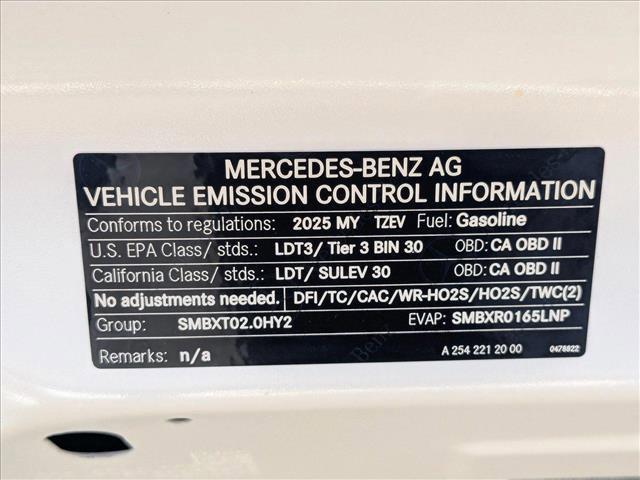 MERCEDES-BENZ AG
VEHICLE EMISSION CONTROL INFORMATION
Conforms to regulations: 2025 MY TZEV Fuel: Gasoline
U.S. EPA Class/ stds.: LDT3/ Tier 3 BIN 30 OBD: CA OBD II
California Class/ stds.: LDT/ SULEV 30 OBD: CA OBD II
No adjustments needed. DFI/TC/CAC/WR-HO2S/HO2S/TWC(2)
Group: SMBXT02.0HY2 EVAP: SMBXR0165LNP
Remarks: n/a A 254 221 20 00 0478822